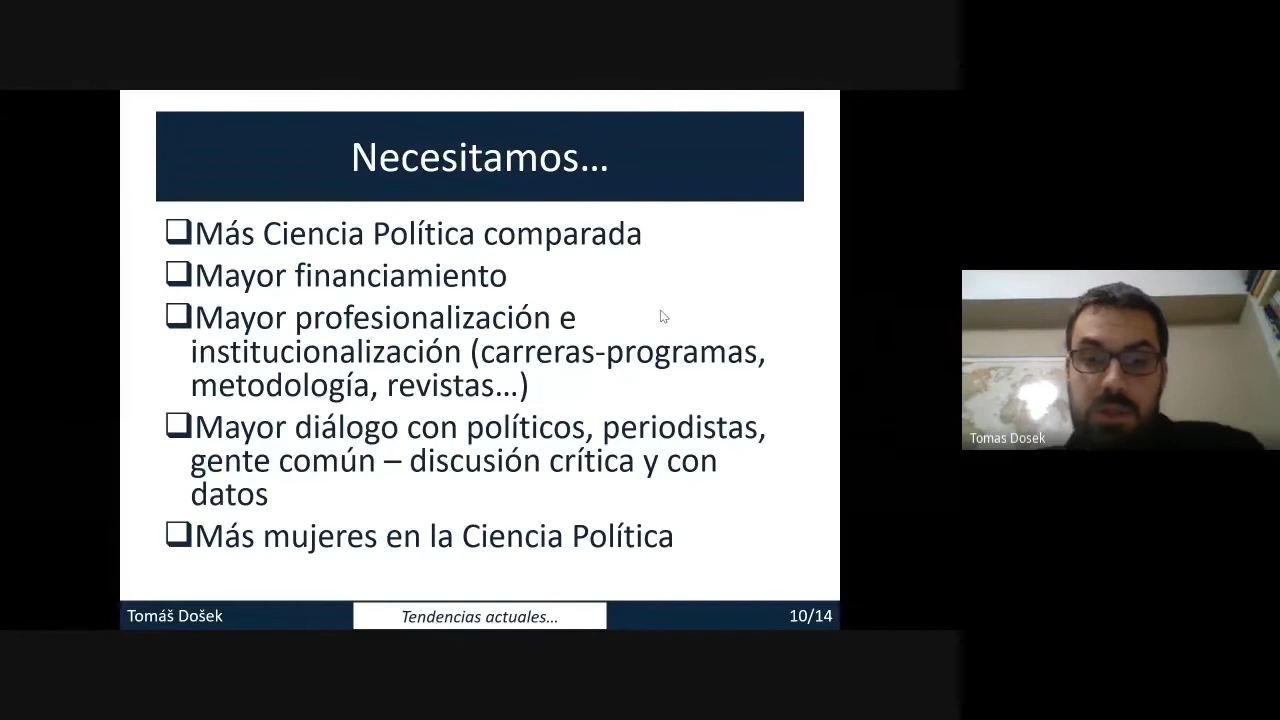 Necesitamos...
Más Ciencia Política comparada
Mayor financiamiento
Mayor profesionalización e
institucionalización (carreras-programas,
metodología, revistas...)
Mayor diálogo con políticos, periodistas,
gente común – discusión crítica y con
datos
Más mujeres en la Ciencia Política
Tomáš Došek
Tendencias actuales...
10/14
Tomas Dosek